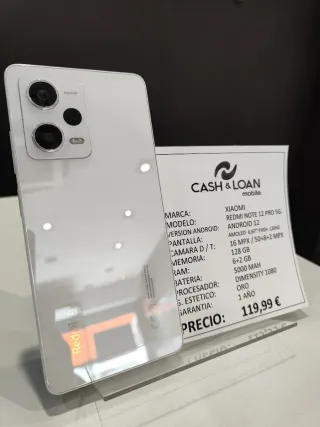 CASH & LOAN
mobile
MARCA: XIAOMI
MODELO: REDMI NOTE 12 PRO 5G
VERSION ANDROID: ANDROID 12
PANTALLA: AMOLED 6,67" FHD+ 120HZ
CAMARA D / T: 16 MPX / 50+8+2 MPX
MEMORIA: 128 GB
RAM: 6+2 GB
BATERIA: 5000 MAH
PROCESADOR: DIMENSITY 1080
G. ESTETICO: ORO
G. 1 AÑO
PRECIO: 119,99 €
Redmi